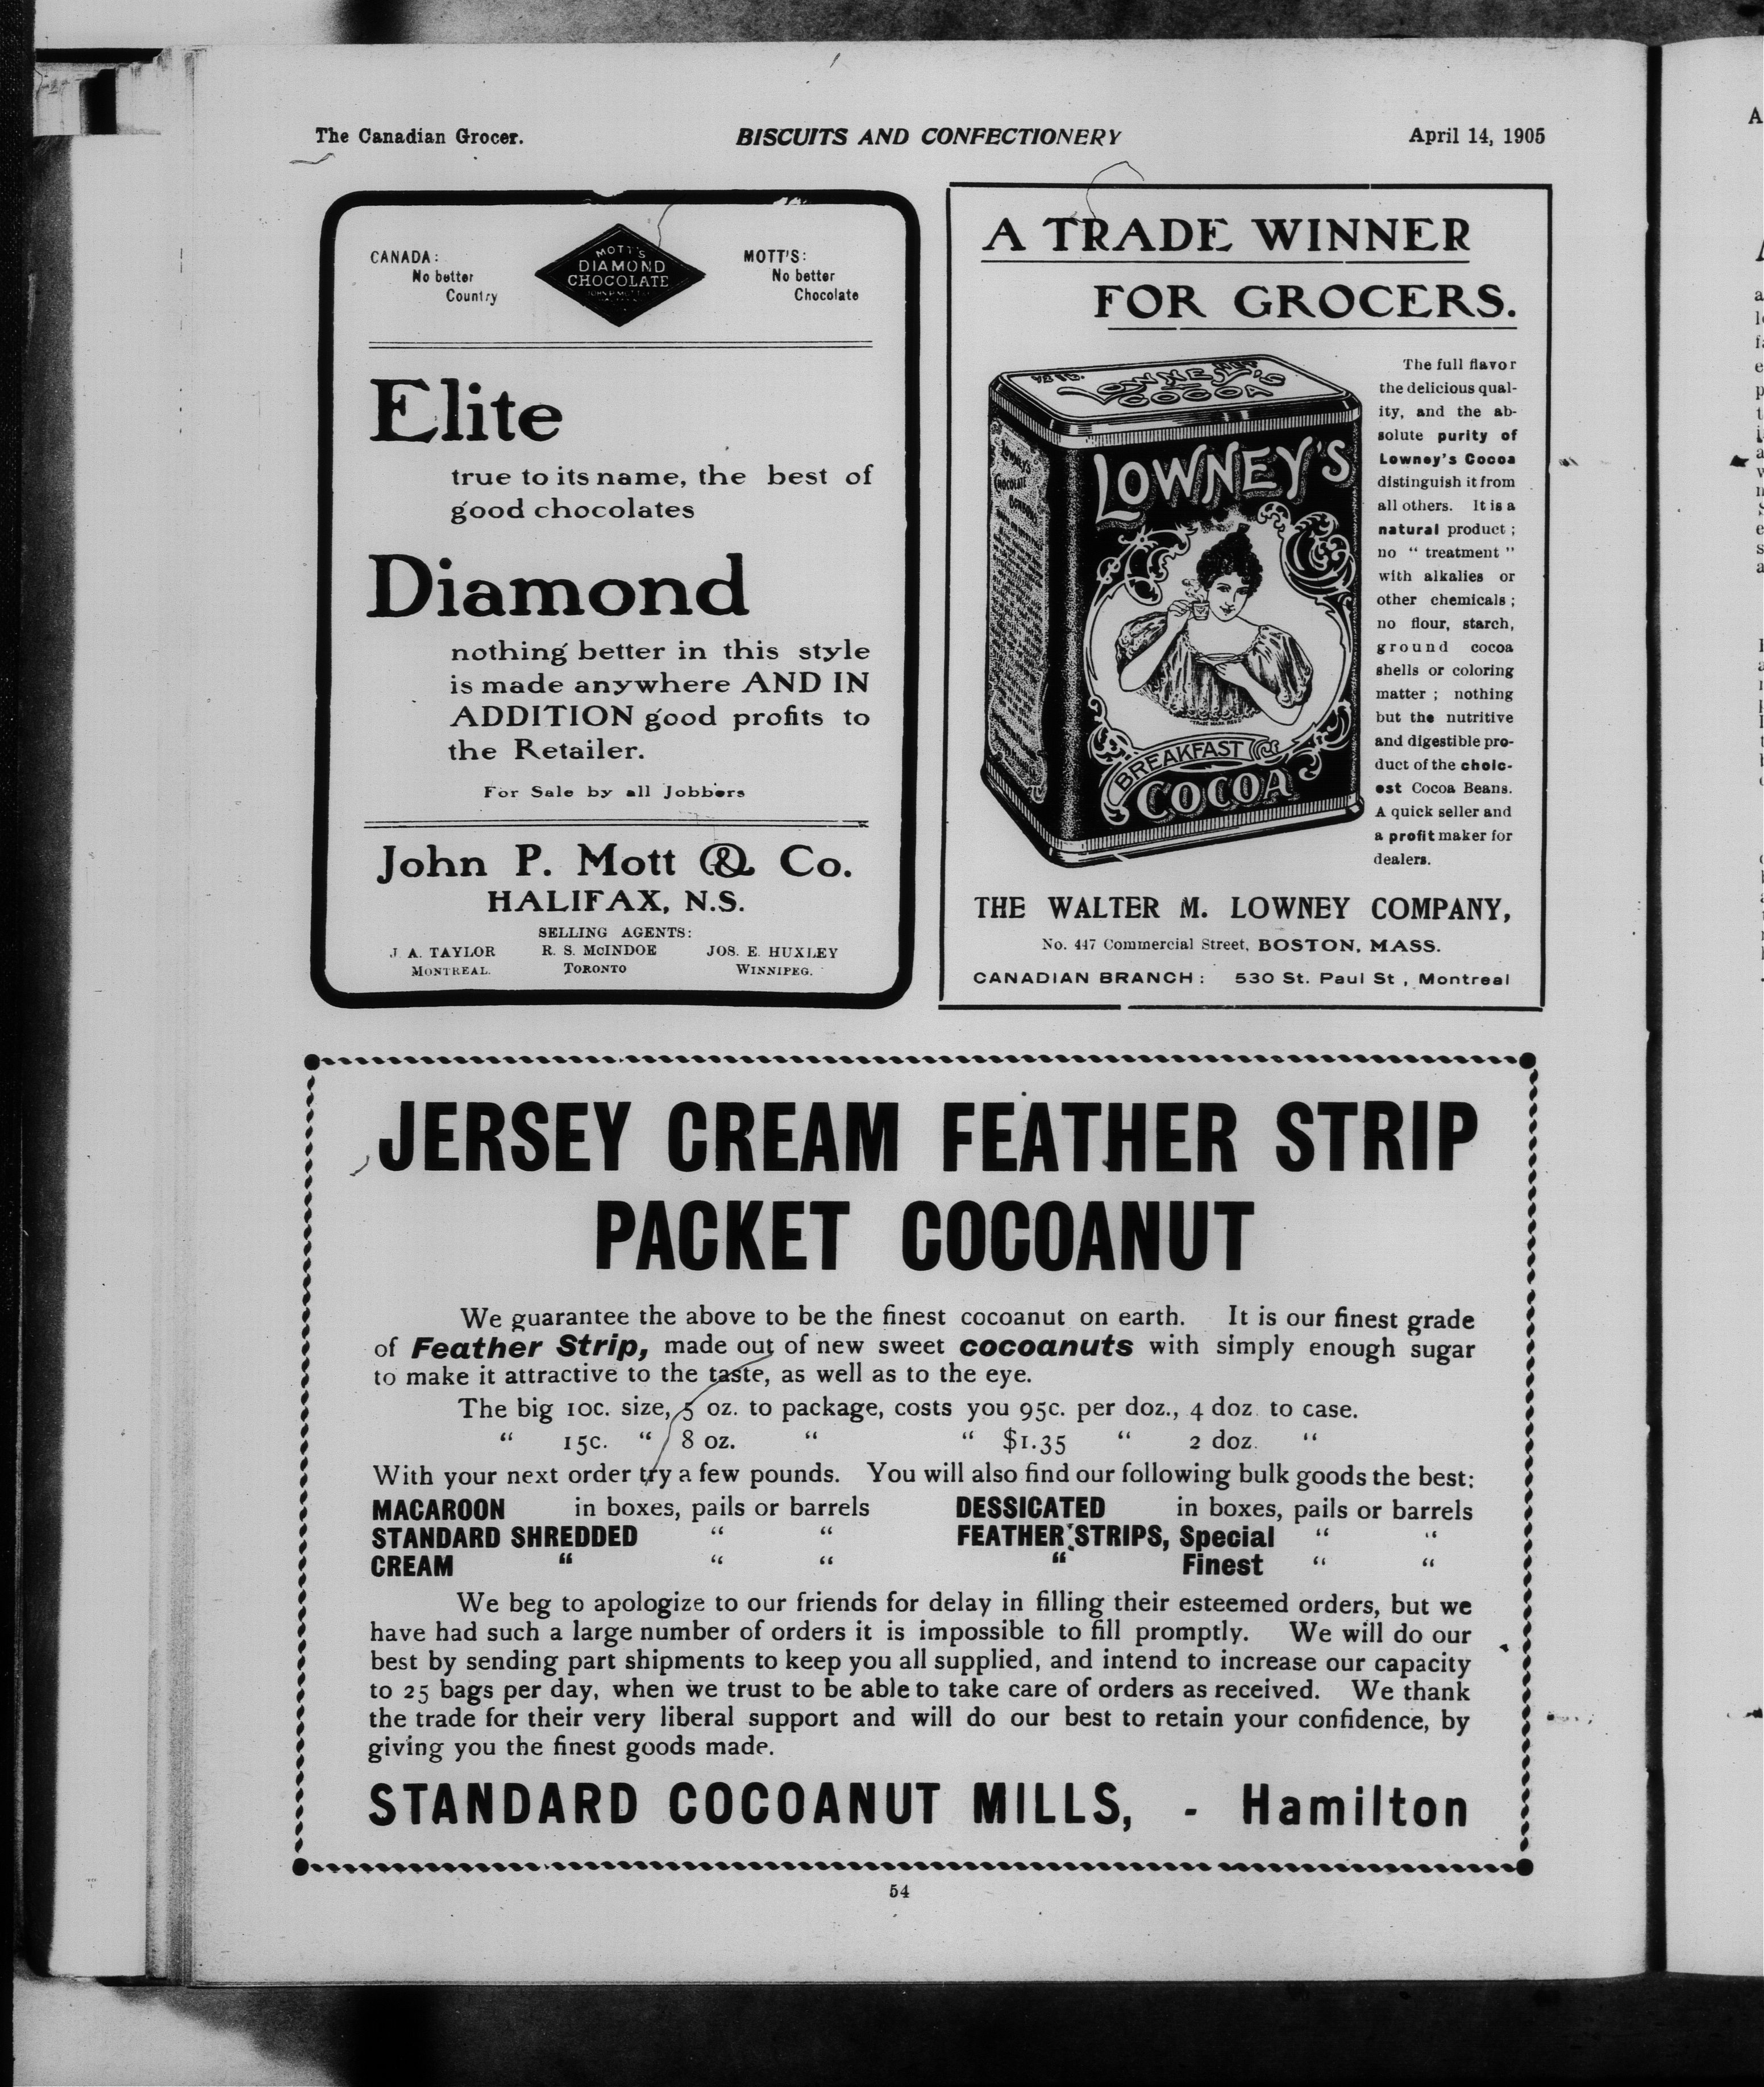 The Canadian Grocer. BISCUITS AND CONFECTIONERY April 14, 1905
CANADA:
No better
Country
MOTT'S
DIAMOND
CHOCOLATE
MOTT'S:
No better
Chocolate
Elite
true to its name, the best of
good chocolates
Diamond
nothing better in this style
is made anywhere AND IN
ADDITION good profits to
the Retailer.
For Sale by all Jobbers
John P. Mott & Co.
HALIFAX, N.S.
SELLING AGENTS:
J. A. TAYLOR R. S. McINDOE JOS. E. HUXLEY
MONTREAL. TORONTO WINNIPEG.
A TRADE WINNER
FOR GROCERS.
LOWNEY'S
COCOA
LOWNEY'S
BREAKFAST
COCOA
The full flavor
the delicious qual-
ity, and the ab-
solute purity of
Lowney's Cocoa
distinguish it from
all others. It is a
natural product;
no "treatment"
with alkalies or
other chemicals;
no flour, starch,
ground cocoa
shells or coloring
matter; nothing
but the nutritive
and digestible pro-
duct of the choic-
est Cocoa Beans.
A quick seller and
a profit maker for
dealers.
THE WALTER M. LOWNEY COMPANY,
No. 447 Commercial Street, BOSTON, MASS.
CANADIAN BRANCH: 530 St. Paul St, Montreal
JERSEY CREAM FEATHER STRIP
PACKET COCOANUT
We guarantee the above to be the finest cocoanut on earth. It is our finest grade
of Feather Strip, made out of new sweet cocoanuts with simply enough sugar
to make it attractive to the taste, as well as to the eye.
The big 10c. size, 5 oz. to package, costs you 95c. per doz., 4 doz. to case.
" 15c. " 8 oz. " " $1.35 " 2 doz. "
With your next order try a few pounds. You will also find our following bulk goods the best:
MACAROON in boxes, pails or barrels DESSICATED in boxes, pails or barrels
STANDARD SHREDDED " " FEATHER STRIPS, Special " "
CREAM " " " " Finest " "
We beg to apologize to our friends for delay in filling their esteemed orders, but we
have had such a large number of orders it is impossible to fill promptly. We will do our
best by sending part shipments to keep you all supplied, and intend to increase our capacity
to 25 bags per day, when we trust to be able to take care of orders as received. We thank
the trade for their very liberal support and will do our best to retain your confidence, by
giving you the finest goods made.
STANDARD COCOANUT MILLS, - Hamilton
54